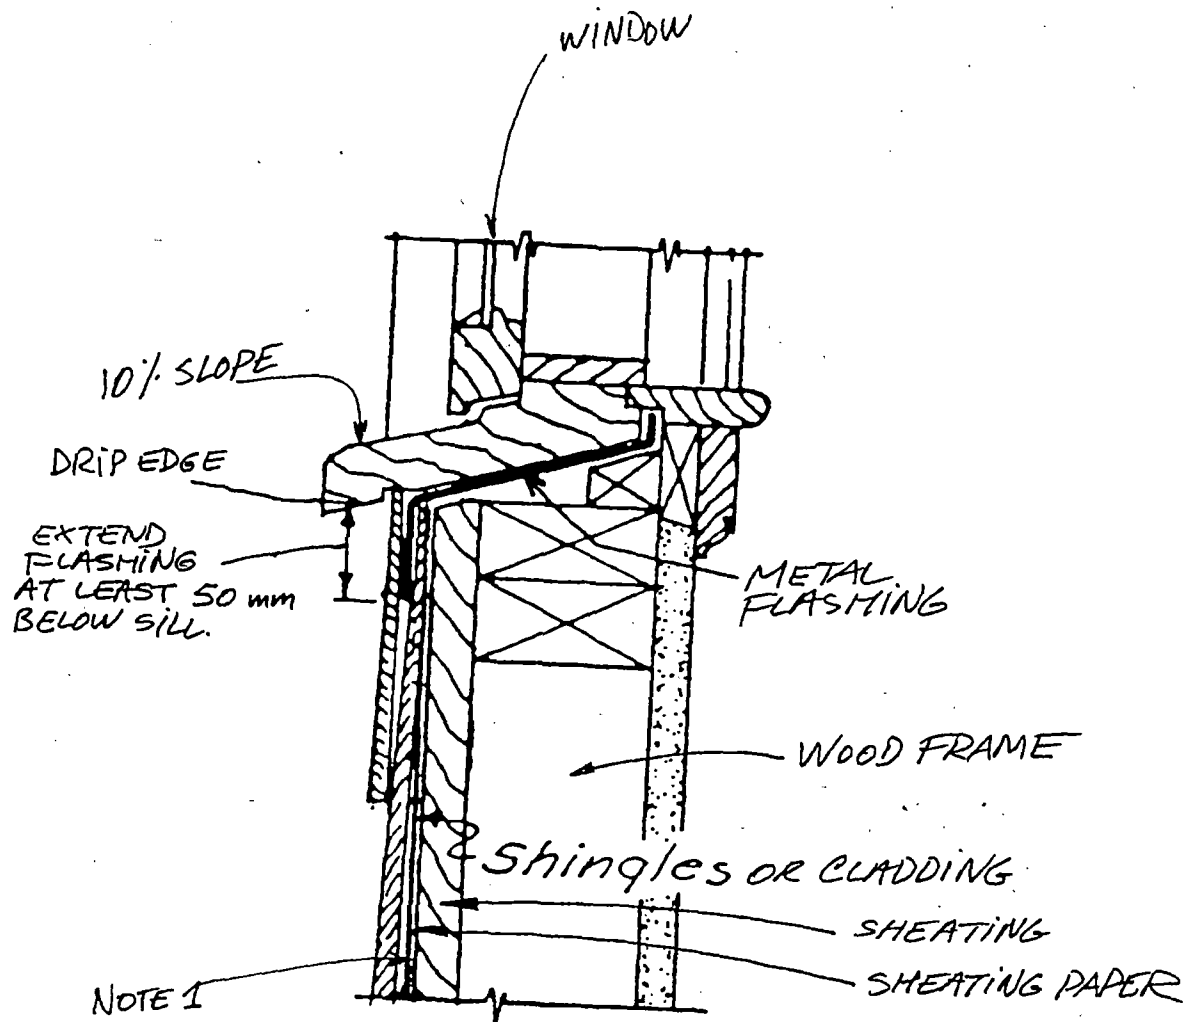 WINDOW
10% SLOPE
DRIP EDGE
EXTEND
FLASHING
AT LEAST 50 mm
BELOW SILL.
METAL
FLASHING
WOOD FRAME
Shingles OR CLADDING
SHEATING
SHEATING PAPER
NOTE 1